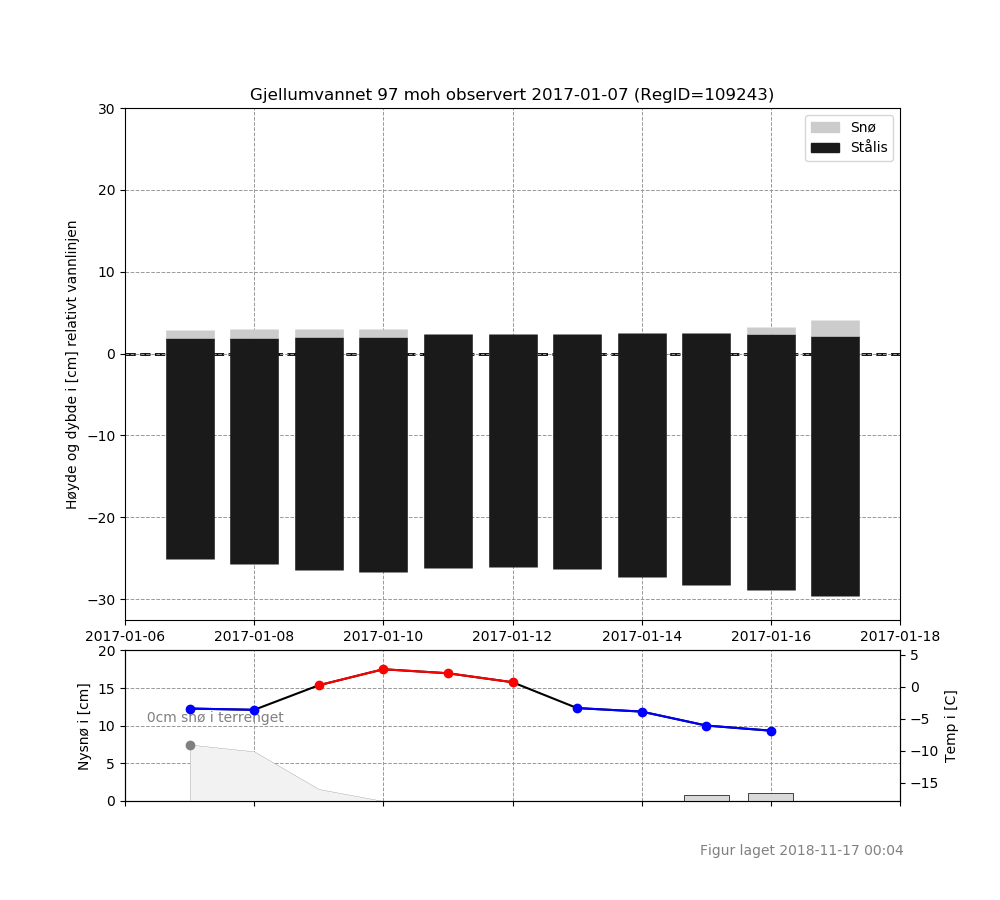 Gjellumvannet 97 moh observert 2017-01-07 (RegID=109243)
Snø
Stålis
Høyde og dybde i [cm] relativt vannlinjen
30
20
10
0
−10
−20
−30
2017-01-06 2017-01-08 2017-01-10 2017-01-12 2017-01-14 2017-01-16 2017-01-18
Nysnø i [cm]
20
15
10
5
0
0cm snø i terrenget
5
0
−5
−10
−15
Temp i [C]
Figur laget 2018-11-17 00:04